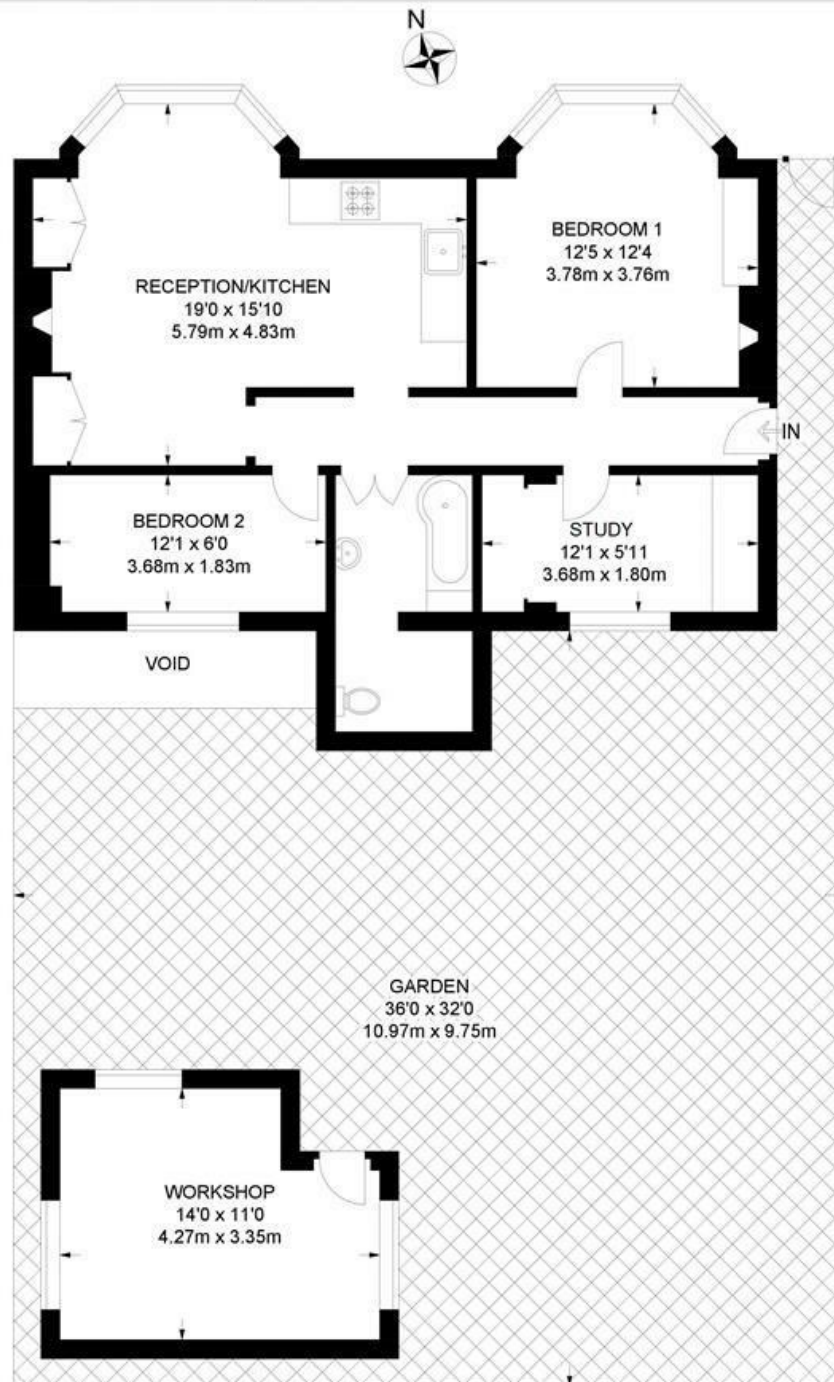 N
BEDROOM 1
12'5 x 12'4
3.78m x 3.76m
RECEPTION/KITCHEN
19'0 x 15'10
5.79m x 4.83m
IN
BEDROOM 2
12'1 x 6'0
3.68m x 1.83m
STUDY
12'1 x 5'11
3.68m x 1.80m
VOID
GARDEN
36'0 x 32'0
10.97m x 9.75m
WORKSHOP
14'0 x 11'0
4.27m x 3.35m